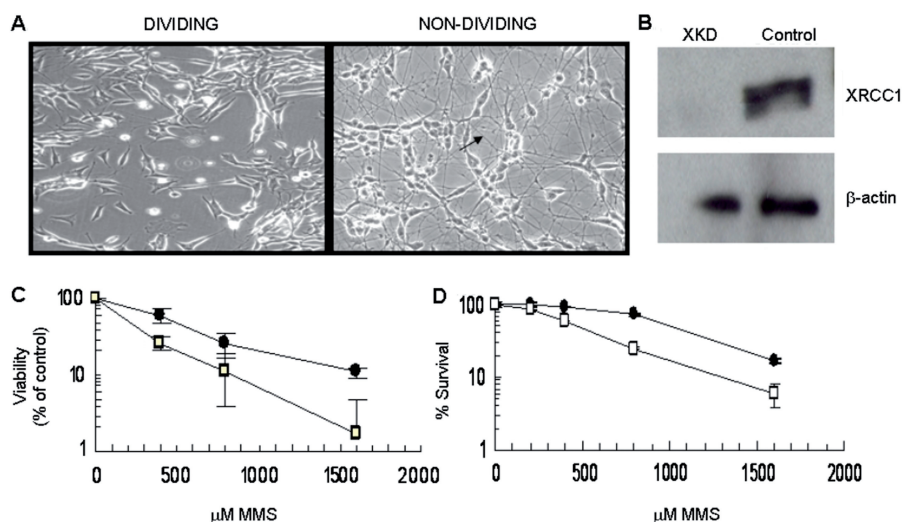 A
DIVIDING
NON-DIVIDING
B
XKD
Control
XRCC1
β-actin
C
100
10
1
Viability
(% of control)
0
500
1000
1500
2000
μM MMS
D
100
10
1
% Survival
0
500
1000
1500
2000
μM MMS